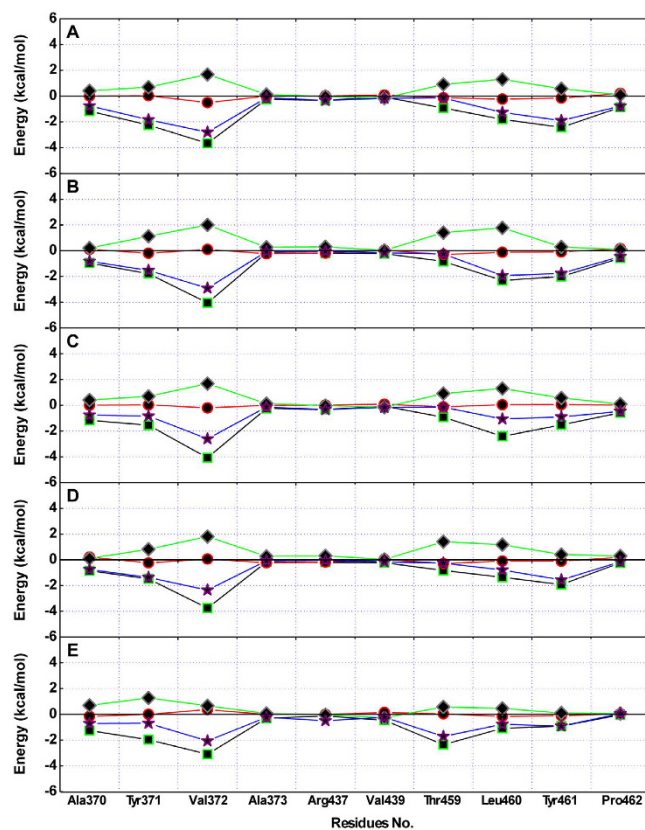 A
Energy (kcal/mol)
6
4
2
0
-2
-4
-6
B
Energy (kcal/mol)
4
2
0
-2
-4
-6
C
Energy (kcal/mol)
4
2
0
-2
-4
-6
D
Energy (kcal/mol)
4
2
0
-2
-4
-6
E
Energy (kcal/mol)
4
2
0
-2
-4
-6
Ala370 Tyr371 Val372 Ala373 Arg437 Val439 Thr459 Leu460 Tyr461 Pro462
Residues No.